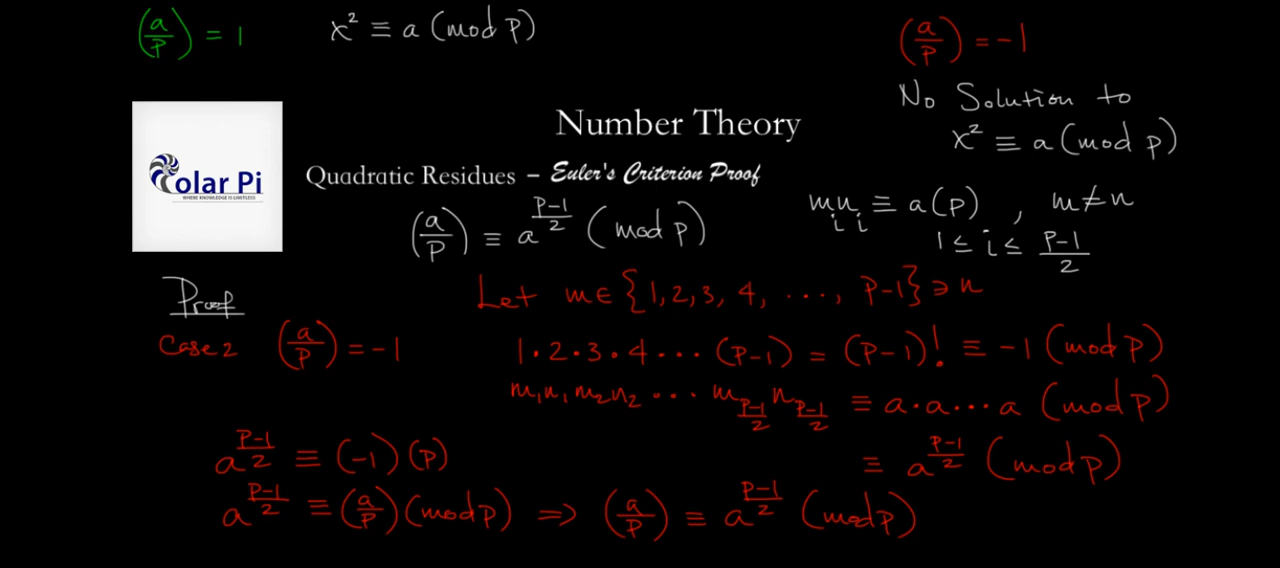 (a/p) = 1 x² ≡ a (mod p) (a/p) = -1
No Solution to
x² ≡ a (mod p)
olar Pi
WHERE KNOWLEDGE IS LIMITLESS
Number Theory
Quadratic Residues – Euler's Criterion Proof
(a/p) ≡ a^((p-1)/2) (mod p)
mᵢnᵢ ≡ a (p) , m ≠ n
1 ≤ i ≤ (p-1)/2
Proof
Let m ∈ {1, 2, 3, 4, ..., p-1} ∋ n
Case 2 (a/p) = -1
1·2·3·4···(p-1) = (p-1)! ≡ -1 (mod p)
m₁n₁m₂n₂ ··· m_((p-1)/2) n_((p-1)/2) ≡ a·a···a (mod p)
≡ a^((p-1)/2) (mod p)
a^((p-1)/2) ≡ (-1) (p)
a^((p-1)/2) ≡ (a/p) (mod p) ⇒ (a/p) ≡ a^((p-1)/2) (mod p)